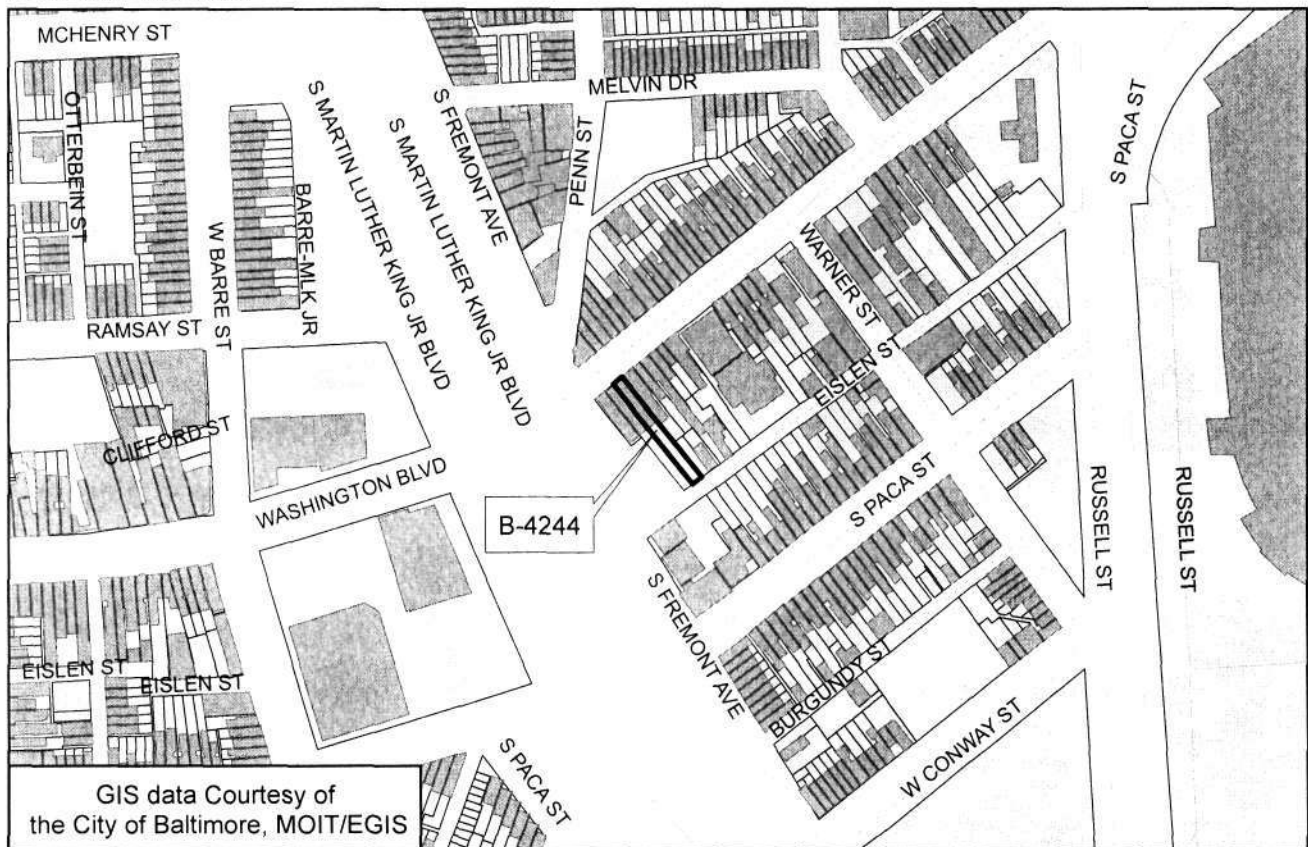 MCHENRY ST
OTTERBEIN ST
W BARRE ST
BARRE-MLK JR
S MARTIN LUTHER KING JR BLVD
S MARTIN LUTHER KING JR BLVD
S FREMONT AVE
PENN ST
MELVIN DR
S PACA ST
WARNER ST
EISLEN ST
RAMSAY ST
CLIFFORD ST
WASHINGTON BLVD
B-4244
S PACA ST
RUSSELL ST
RUSSELL ST
S FREMONT AVE
BURGUNDY ST
W CONWAY ST
EISLEN ST
EISLEN ST
S PACA ST
GIS data Courtesy of
the City of Baltimore, MOIT/EGIS